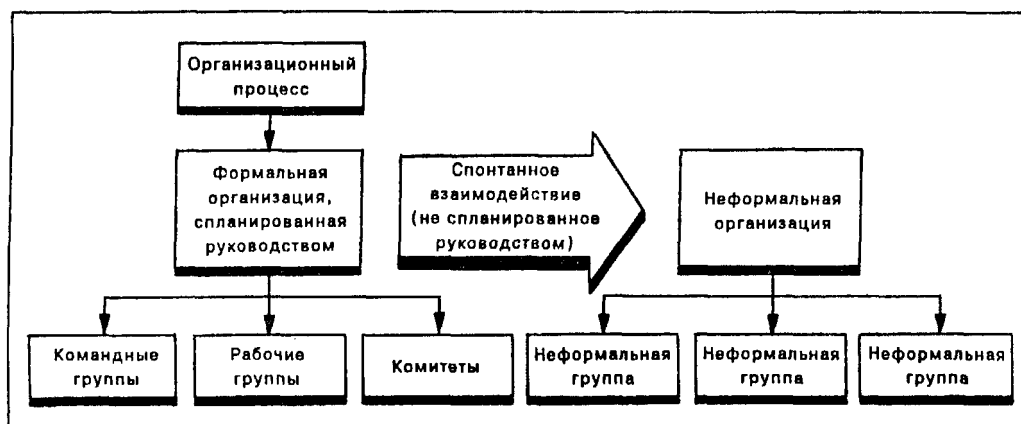 Организационный
процесс
Формальная
организация,
спланированная
руководством
Спонтанное
взаимодействие
(не спланированное
руководством)
Неформальная
организация
Командные
группы
Рабочие
группы
Комитеты
Неформальная
группа
Неформальная
группа
Неформальная
группа